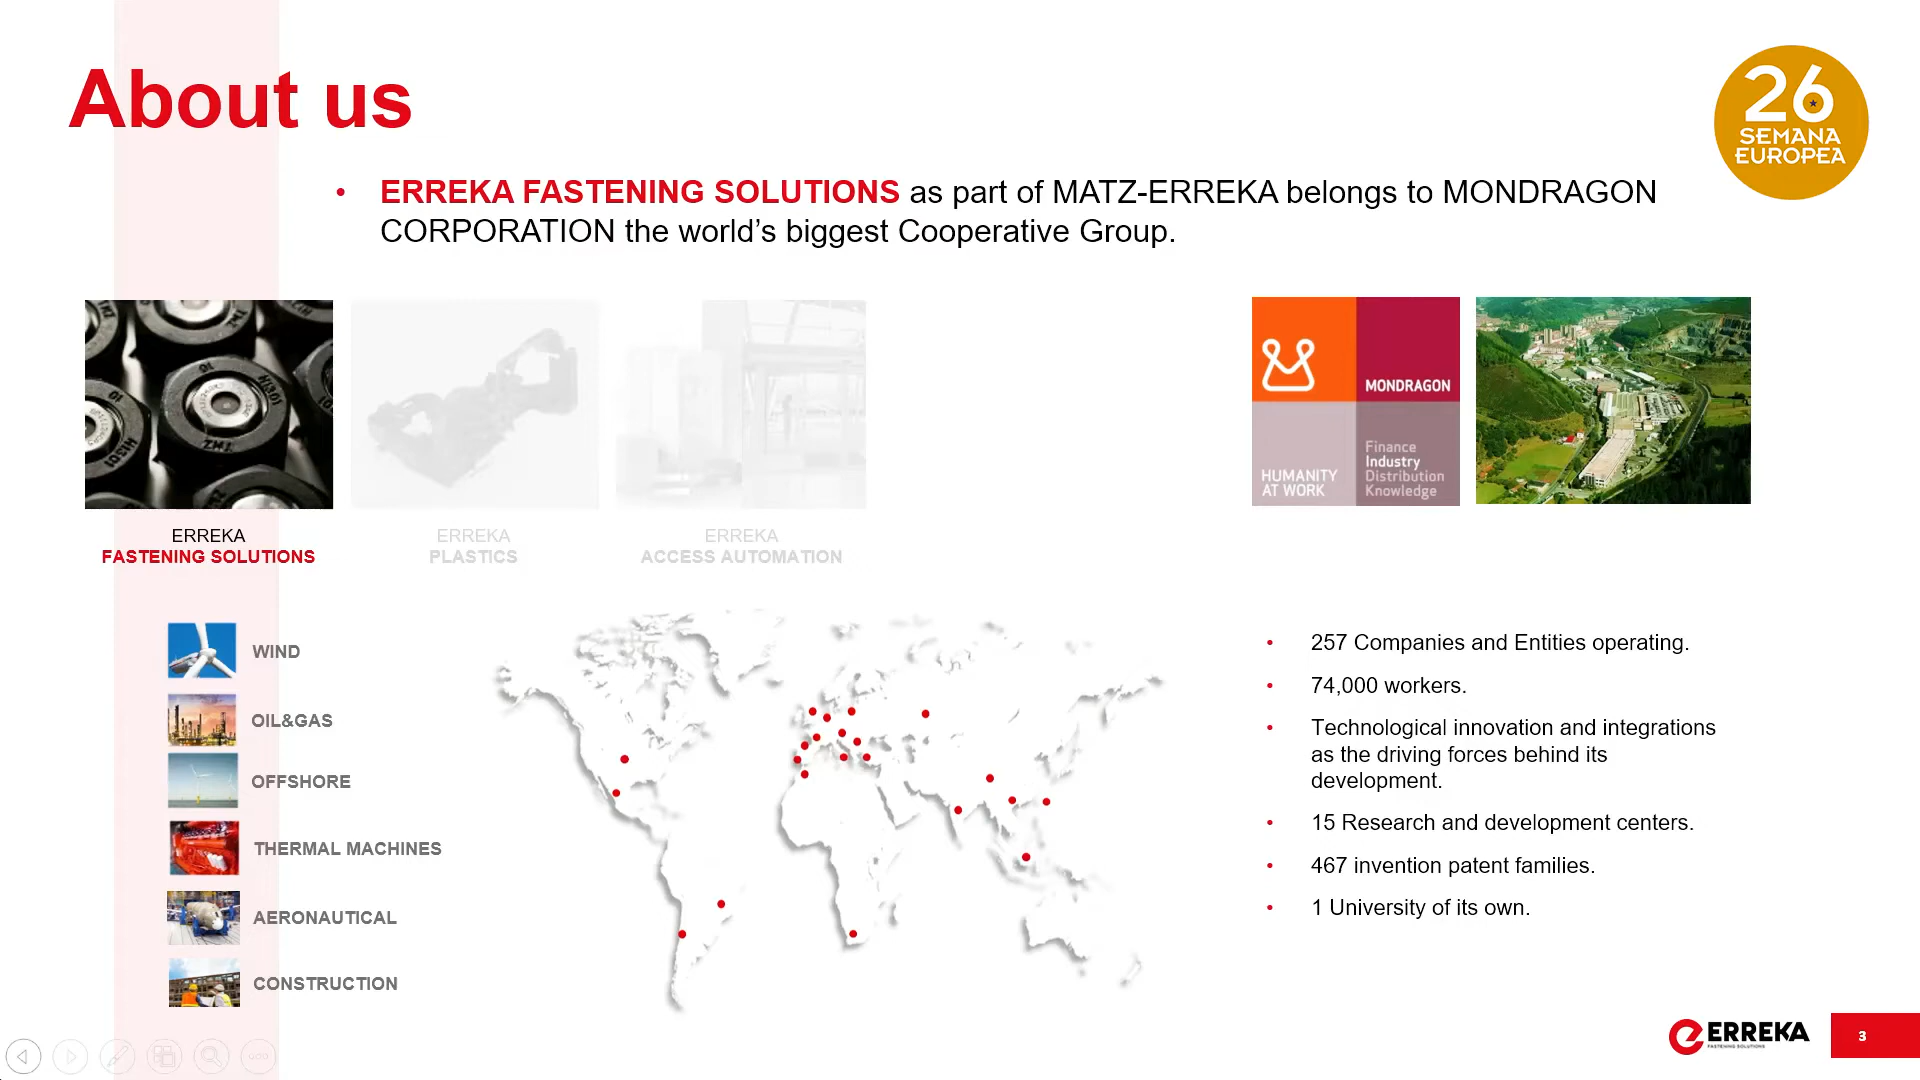 About us
26
SEMANA
EUROPEA
• ERREKA FASTENING SOLUTIONS as part of MATZ-ERREKA belongs to MONDRAGON
CORPORATION the world’s biggest Cooperative Group.
MONDRAGON
HUMANITY
AT WORK
Finance
Industry
Distribution
Knowledge
ERREKA
FASTENING SOLUTIONS
ERREKA
PLASTICS
ERREKA
ACCESS AUTOMATION
WIND
OIL&GAS
OFFSHORE
THERMAL MACHINES
AERONAUTICAL
CONSTRUCTION
• 257 Companies and Entities operating.
• 74,000 workers.
• Technological innovation and integrations
as the driving forces behind its
development.
• 15 Research and development centers.
• 467 invention patent families.
• 1 University of its own.
ERREKA
FASTENING SOLUTIONS
3